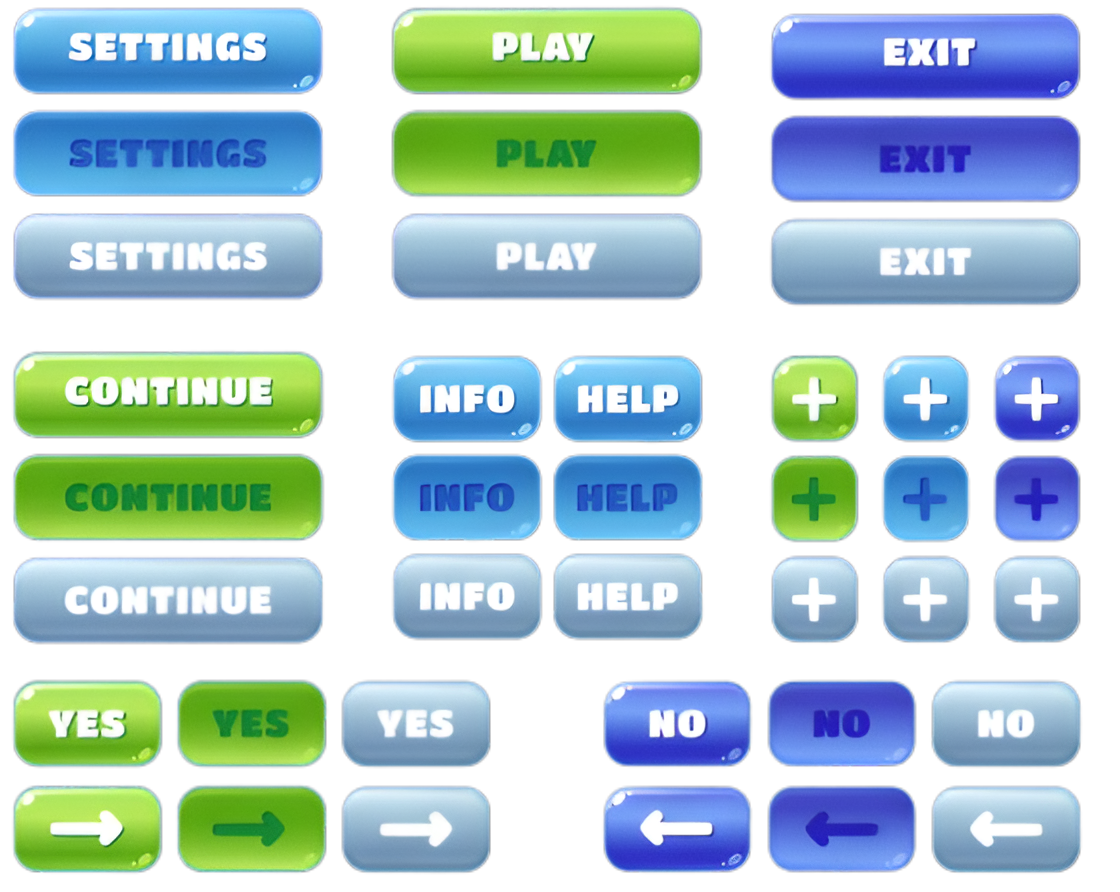 SETTINGS
PLAY
EXIT
SETTINGS
PLAY
EXIT
SETTINGS
PLAY
EXIT
CONTINUE
INFO
HELP
CONTINUE
INFO
HELP
CONTINUE
INFO
HELP
YES
YES
YES
NO
NO
NO